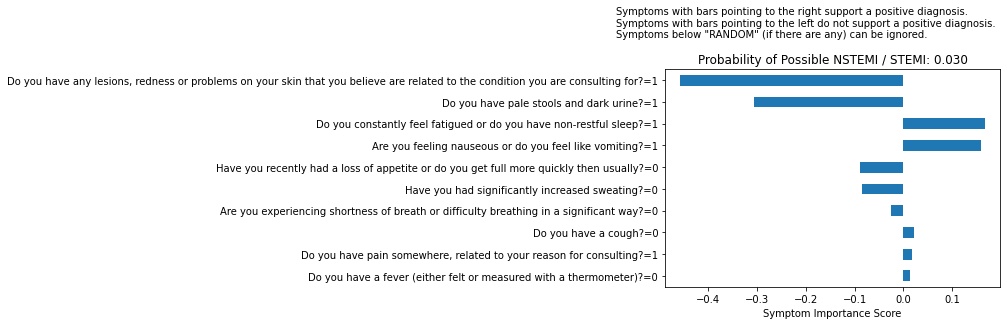 Symptoms with bars pointing to the right support a positive diagnosis.
Symptoms with bars pointing to the left do not support a positive diagnosis.
Symptoms below "RANDOM" (if there are any) can be ignored.
Probability of Possible NSTEMI / STEMI: 0.030
Do you have any lesions, redness or problems on your skin that you believe are related to the condition you are consulting for?=1
Do you have pale stools and dark urine?=1
Do you constantly feel fatigued or do you have non-restful sleep?=1
Are you feeling nauseous or do you feel like vomiting?=1
Have you recently had a loss of appetite or do you get full more quickly then usually?=0
Have you had significantly increased sweating?=0
Are you experiencing shortness of breath or difficulty breathing in a significant way?=0
Do you have a cough?=0
Do you have pain somewhere, related to your reason for consulting?=1
Do you have a fever (either felt or measured with a thermometer)?=0
−0.4 −0.3 −0.2 −0.1 0.0 0.1
Symptom Importance Score